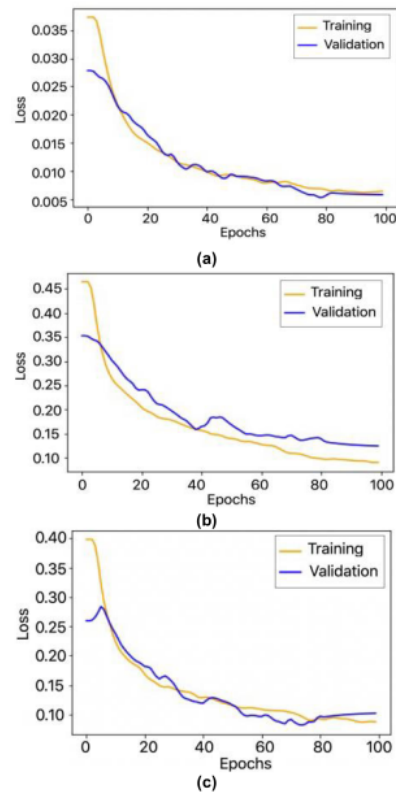 0.035
0.030
0.025
0.020
0.015
0.010
0.005
Loss
Training
Validation
0 20 40 60 80 100
Epochs
(a)
0.45
0.40
0.35
0.30
0.25
0.20
0.15
0.10
Loss
Training
Validation
0 20 40 60 80 100
Epochs
(b)
0.40
0.35
0.30
0.25
0.20
0.15
0.10
Loss
Training
Validation
0 20 40 60 80 100
Epochs
(c)